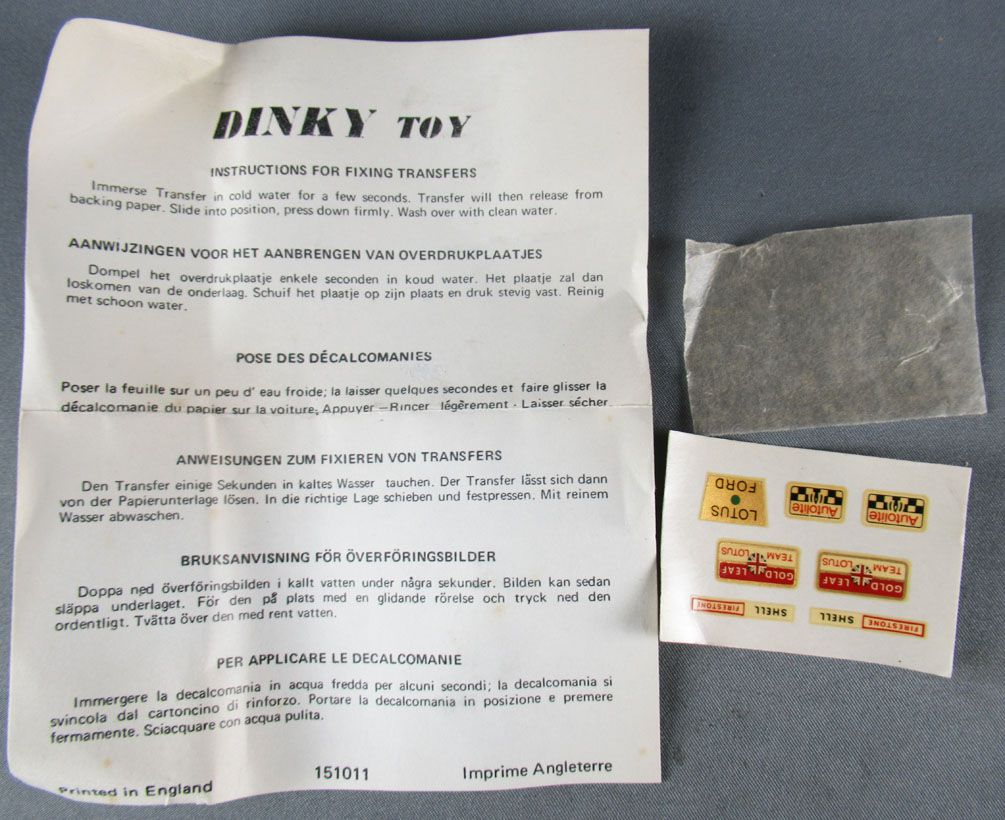 DINKY TOY
INSTRUCTIONS FOR FIXING TRANSFERS
Immerse Transfer in cold water for a few seconds. Transfer will then release from
backing paper. Slide into position, press down firmly. Wash over with clean water.
AANWIJZINGEN VOOR HET AANBRENGEN VAN OVERDRUKPLAATJES
Dompel het overdrukplaatje enkele seconden in koud water. Het plaatje zal dan
loskomen van de onderlaag. Schuif het plaatje op zijn plaats en druk stevig vast. Reinig
met schoon water.
POSE DES DÉCALCOMANIES
Poser la feuille sur un peu d' eau froide; la laisser quelques secondes et faire glisser la
décalcomanie du papier sur la voiture; Appuyer —Rincer légêrement - Laisser sécher.
ANWEISUNGEN ZUM FIXIEREN VON TRANSFERS
Den Transfer einige Sekunden in kaltes Wasser tauchen. Der Transfer lässt sich dann
von der Papierunterlage lösen. In die richtige Lage schieben und festpressen. Mit reinem
Wasser abwaschen.
BRUKSANVISNING FÖR ÖVERFÖRINGSBILDER
Doppa ned överföringsbilden i kallt vatten under några sekunder. Bilden kan sedan
släppa underlaget. För den på plats med en glidande rörelse och tryck ned den
ordentligt. Tvätta över den med rent vatten.
PER APPLICARE LE DECALCOMANIE
Immergere la decalcomania in acqua fredda per alcuni secondi; la decalcomania si
svincola dal cartoncino di rinforzo. Portare la decalcomania in posizione e premere
fermamente. Sciacquare con acqua pulita.
Printed in England 151011 Imprime Angleterre
FIRESTONE SHELL SHELL FIRESTONE
GOLD LEAF
TEAM LOTUS
GOLD LEAF
TEAM LOTUS
Autolite
Autolite
LOTUS
FORD